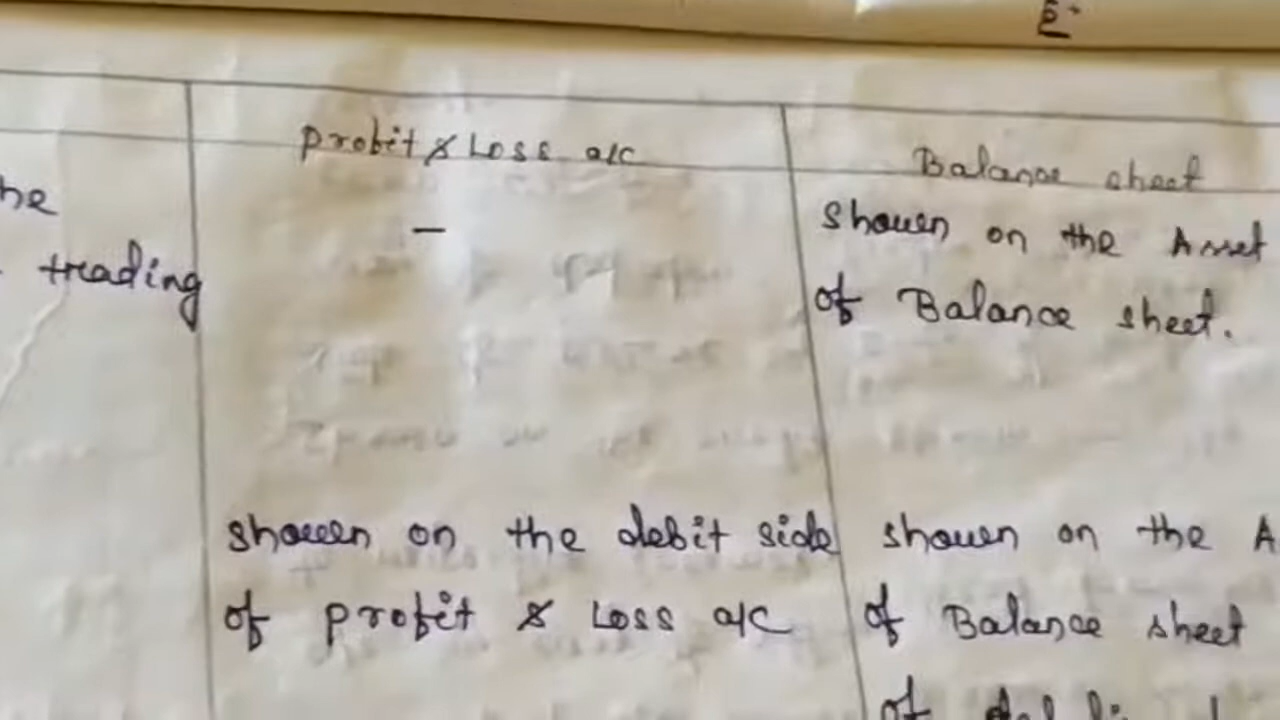 Profit & Loss a/c
Balance sheet
he
trading
—
shown on the Asset
of Balance sheet.
shown on the debit side
of profit & Loss a/c
shown on the A
of Balance sheet
of